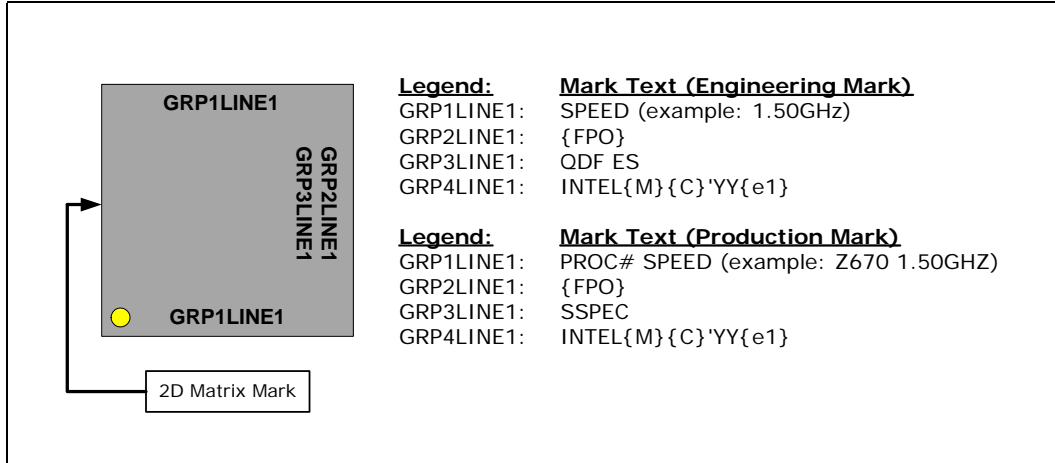 GRP1LINE1
GRP2LINE1
GRP3LINE1
GRP1LINE1
2D Matrix Mark
Legend: Mark Text (Engineering Mark)
GRP1LINE1: SPEED (example: 1.50GHz)
GRP2LINE1: {FPO}
GRP3LINE1: QDF ES
GRP4LINE1: INTEL{M}{C}'YY{e1}
Legend: Mark Text (Production Mark)
GRP1LINE1: PROC# SPEED (example: Z670 1.50GHZ)
GRP2LINE1: {FPO}
GRP3LINE1: SSPEC
GRP4LINE1: INTEL{M}{C}'YY{e1}